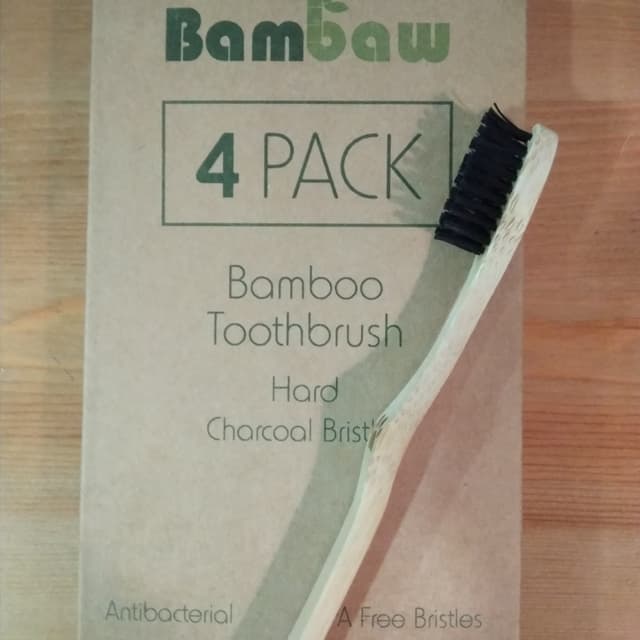 Bambaw
4 PACK
Bamboo
Toothbrush
Hard
Charcoal Brist
Antibacterial
A Free Bristles